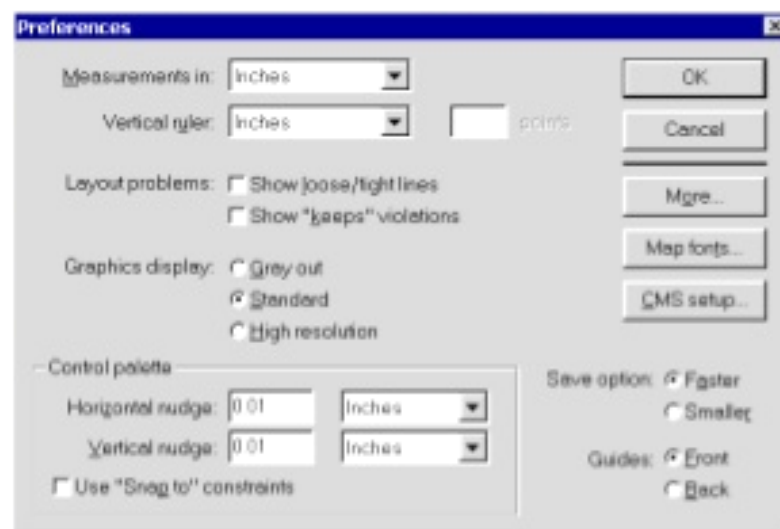 Preferences
Measurements in: Inches
OK
Vertical ruler: Inches points
Cancel
Layout problems: Show loose/tight lines
Show "keeps" violations
More...
Map fonts...
Graphics display: Gray out
Standard
High resolution
CMS setup...
Control palette
Horizontal nudge: 0.01 Inches
Vertical nudge: 0.01 Inches
Use "Snap to" constraints
Save option: Faster
Smaller
Guides: Front
Back